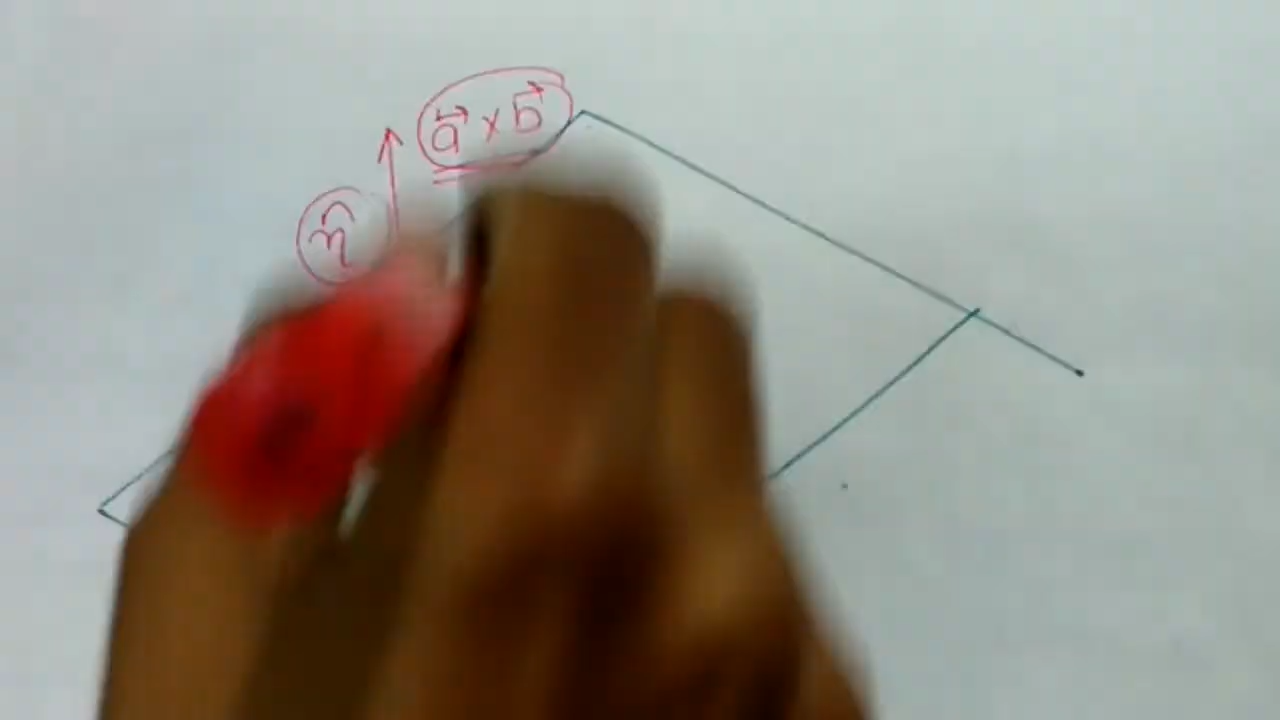 a⃗ × b⃗
n̂